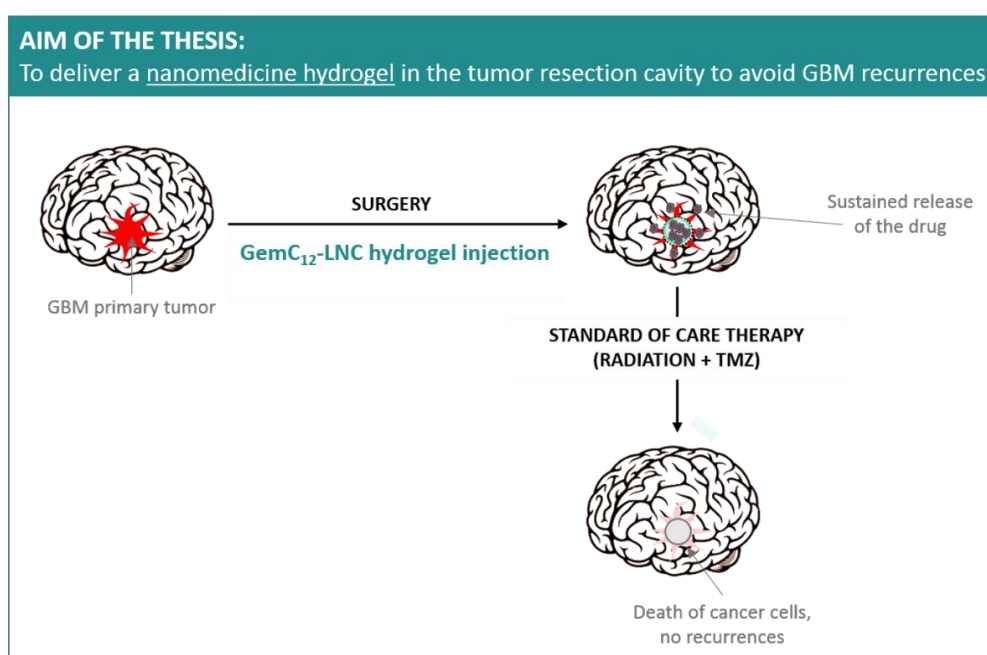 AIM OF THE THESIS:
To deliver a nanomedicine hydrogel in the tumor resection cavity to avoid GBM recurrences
SURGERY
GemC₁₂-LNC hydrogel injection
GBM primary tumor
Sustained release
of the drug
STANDARD OF CARE THERAPY
(RADIATION + TMZ)
Death of cancer cells,
no recurrences